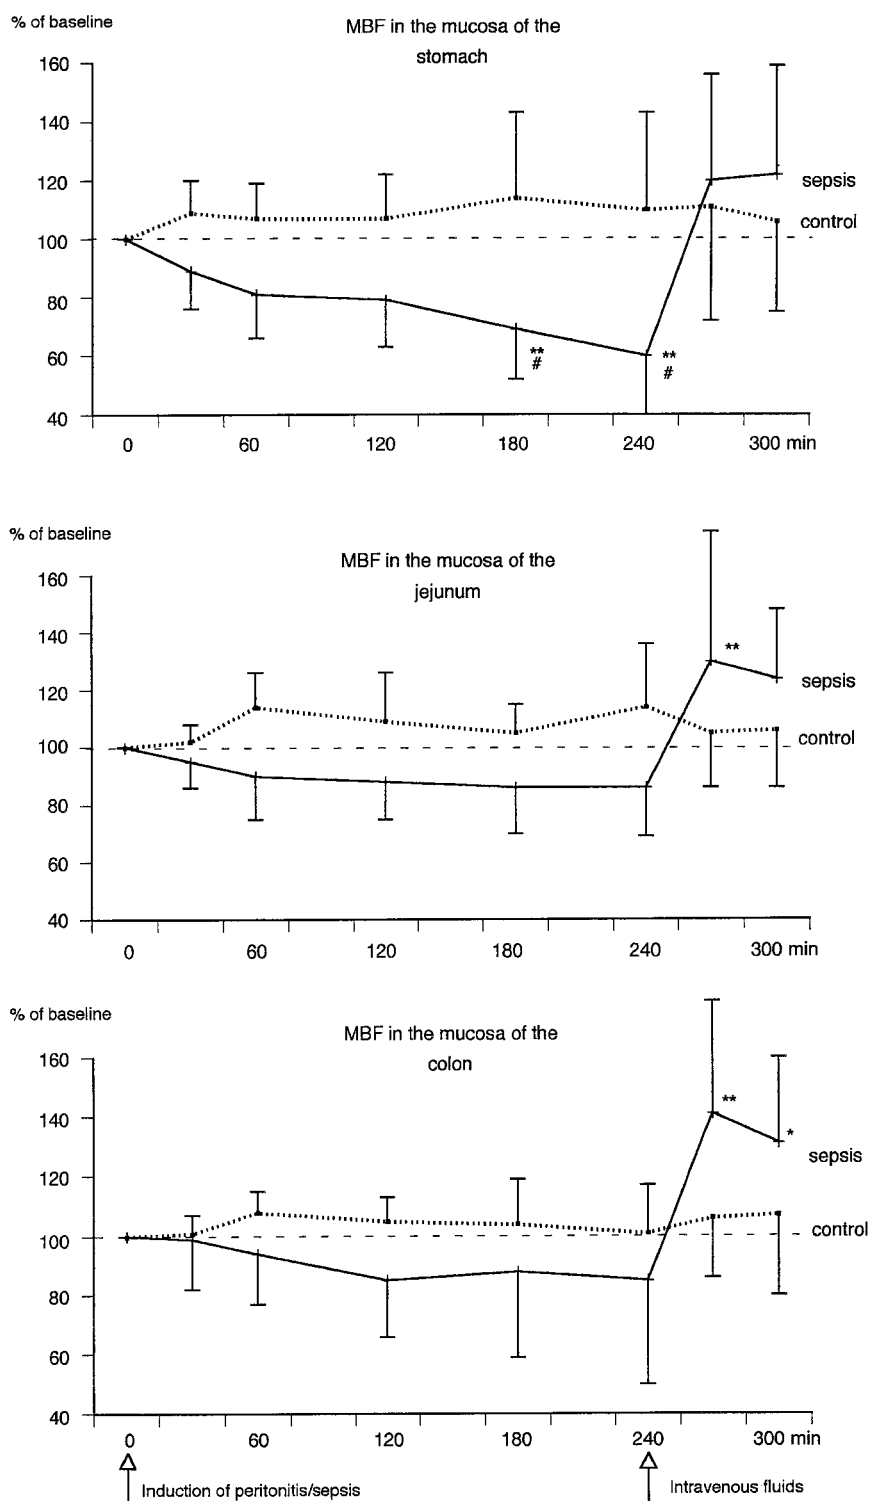 % of baseline
MBF in the mucosa of the
stomach
160
140
120
100
80
60
40
sepsis
control
**
#
**
#
0 60 120 180 240 300 min
% of baseline
MBF in the mucosa of the
jejunum
160
140
120
100
80
60
40
**
sepsis
control
0 60 120 180 240 300 min
% of baseline
MBF in the mucosa of the
colon
160
140
120
100
80
60
40
**
*
sepsis
control
0 60 120 180 240 300 min
Induction of peritonitis/sepsis
Intravenous fluids